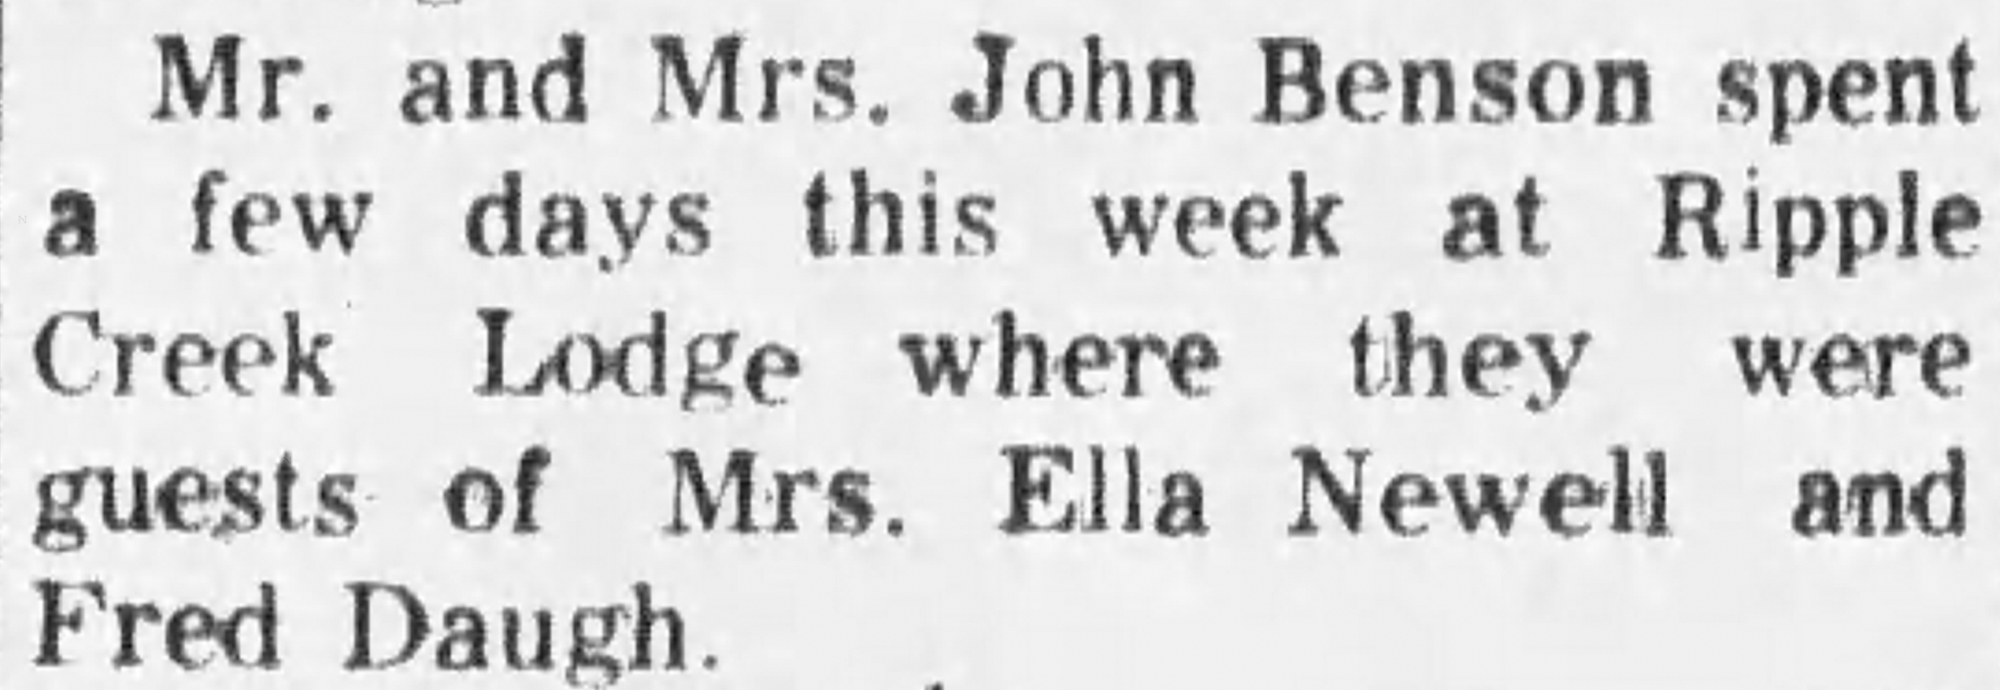 Mr. and Mrs. John Benson spent
a few days this week at Ripple
Creek Lodge where they were
guests of Mrs. Ella Newell and
Fred Daugh.